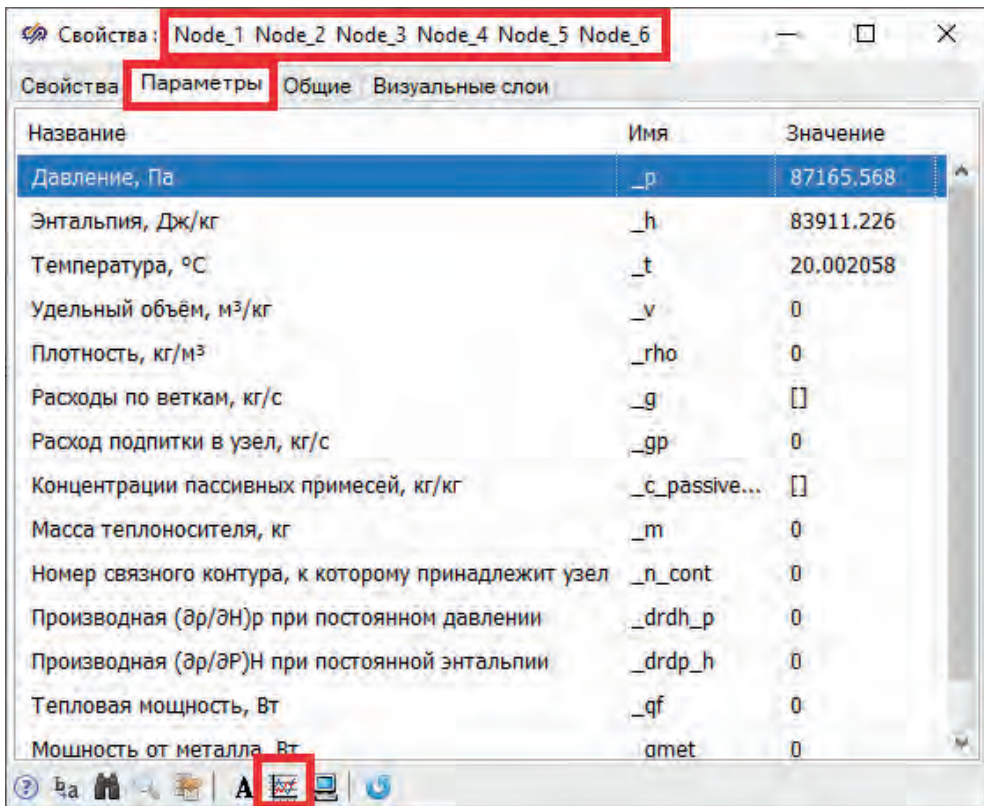 Свойства: Node_1 Node_2 Node_3 Node_4 Node_5 Node_6
Свойства Параметры Общие Визуальные слои
Название Имя Значение
Давление, Па _p 87165.568
Энтальпия, Дж/кг _h 83911.226
Температура, °C _t 20.002058
Удельный объём, м³/кг _v 0
Плотность, кг/м³ _rho 0
Расходы по веткам, кг/с _g []
Расход подпитки в узел, кг/с _gp 0
Концентрации пассивных примесей, кг/кг _c_passive... []
Масса теплоносителя, кг _m 0
Номер связного контура, к которому принадлежит узел _n_cont 0
Производная (∂ρ/∂H)p при постоянном давлении _drdh_p 0
Производная (∂ρ/∂P)H при постоянной энтальпии _drdp_h 0
Тепловая мощность, Вт _qf 0
Мощность от металла, Вт _qmet 0
A